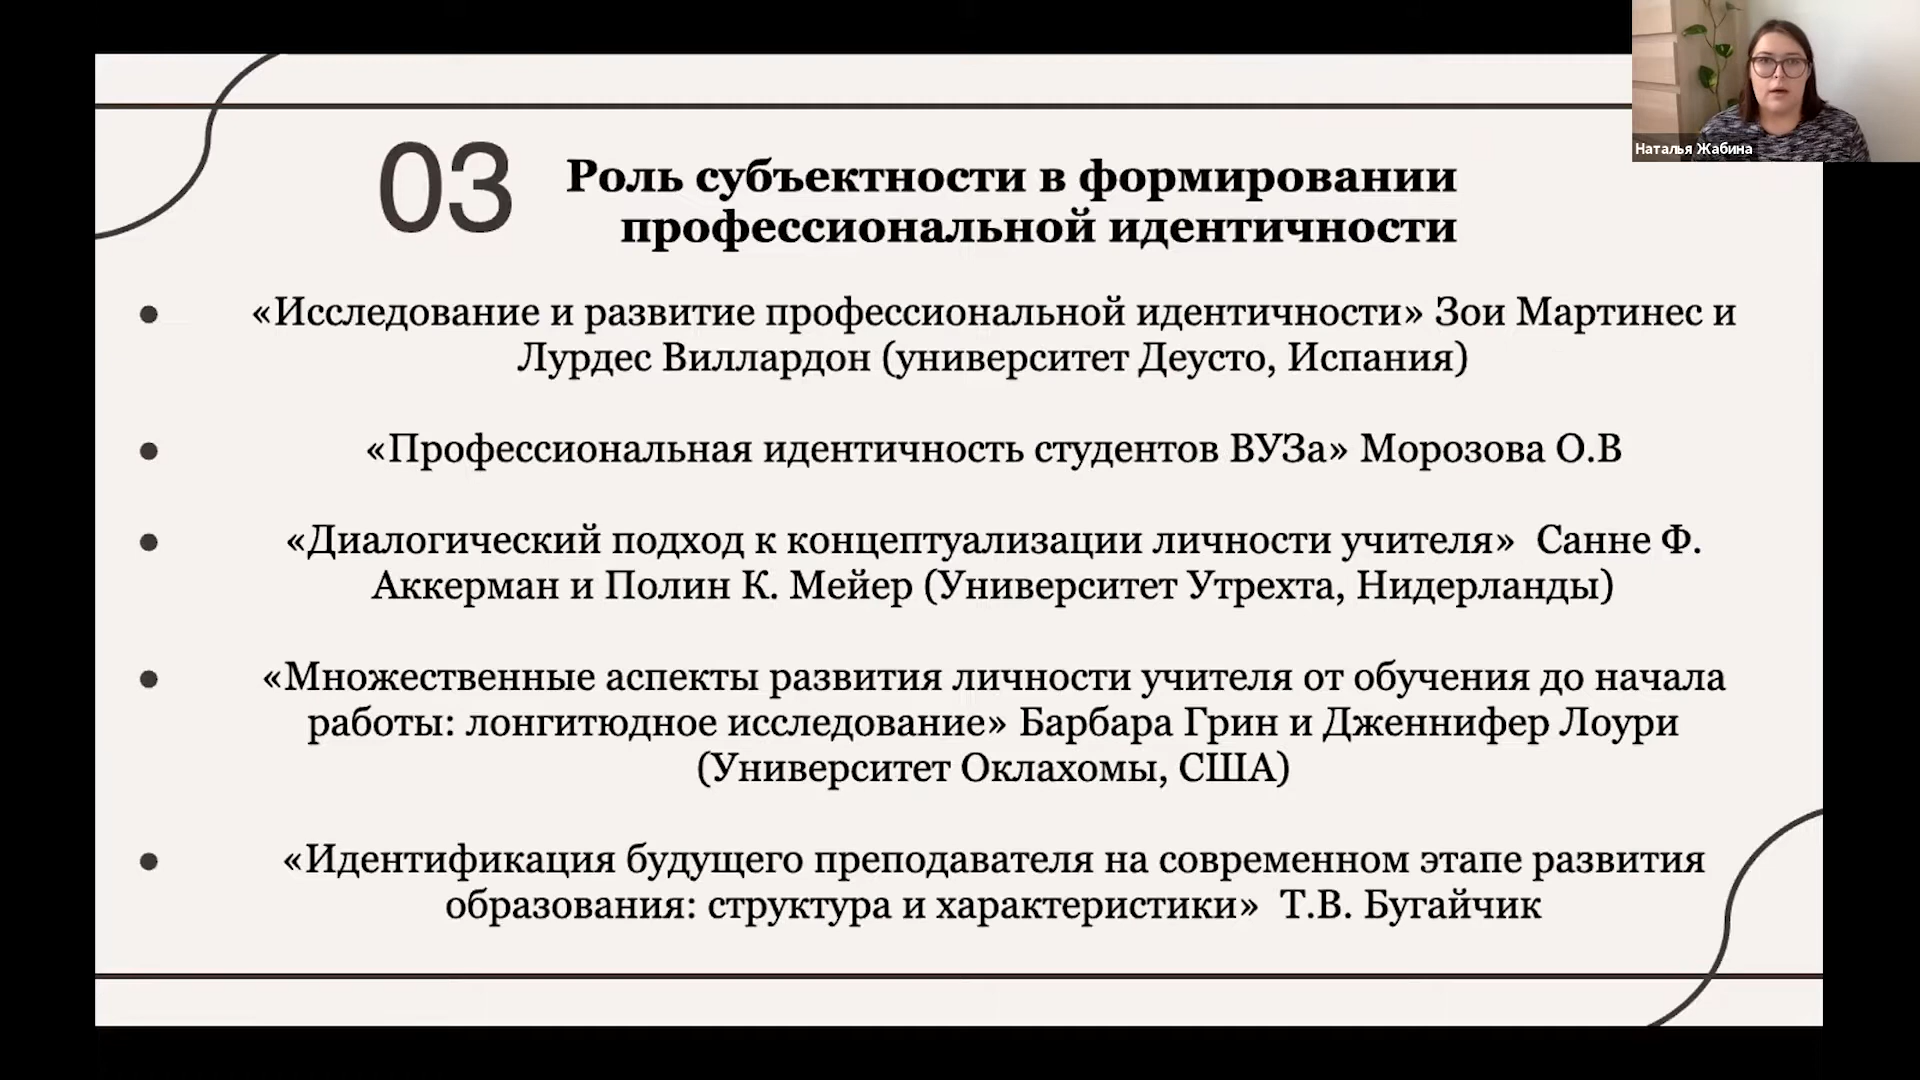 Наталья Жабина
03
Роль субъектности в формировании
профессиональной идентичности
«Исследование и развитие профессиональной идентичности» Зои Мартинес и
Лурдес Виллардон (университет Деусто, Испания)
«Профессиональная идентичность студентов ВУЗа» Морозова О.В
«Диалогический подход к концептуализации личности учителя» Санне Ф.
Аккерман и Полин К. Мейер (Университет Утрехта, Нидерланды)
«Множественные аспекты развития личности учителя от обучения до начала
работы: лонгитюдное исследование» Барбара Грин и Дженнифер Лоури
(Университет Оклахомы, США)
«Идентификация будущего преподавателя на современном этапе развития
образования: структура и характеристики» Т.В. Бугайчик